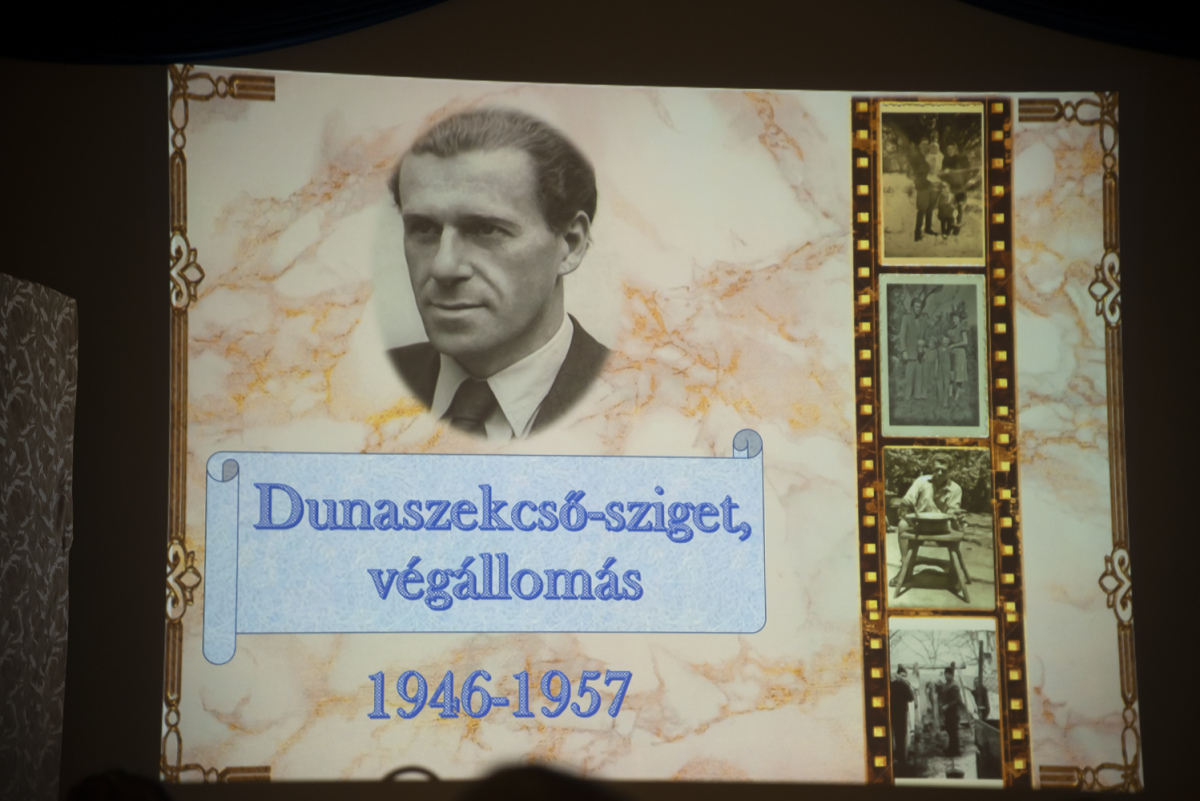 Dunaszekcső-sziget,
végállomás
1946-1957